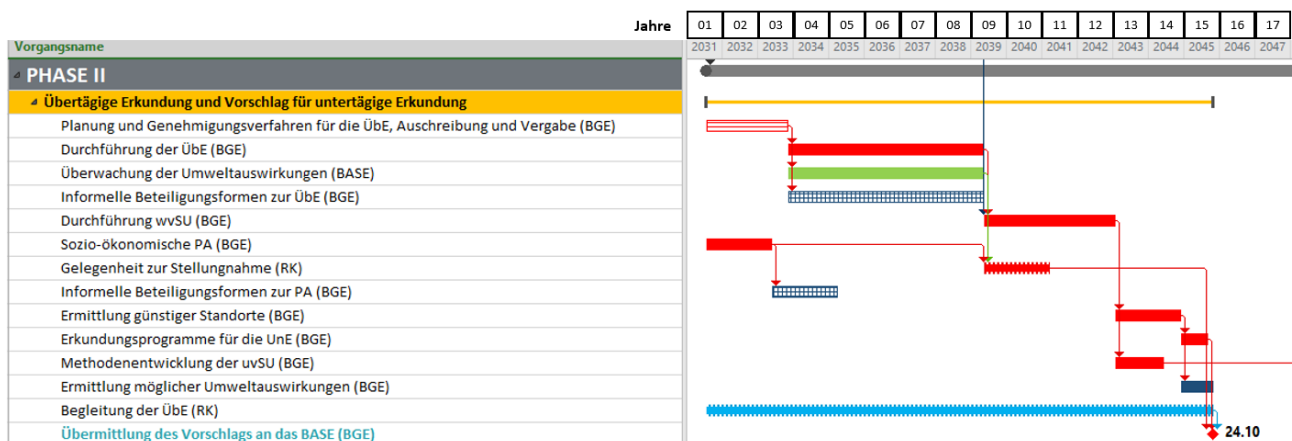 Jahre 01 02 03 04 05 06 07 08 09 10 11 12 13 14 15 16 17
Vorgangsname 2031 2032 2033 2034 2035 2036 2037 2038 2039 2040 2041 2042 2043 2044 2045 2046 2047
PHASE II
Übertägige Erkundung und Vorschlag für untertägige Erkundung
Planung und Genehmigungsverfahren für die ÜbE, Auschreibung und Vergabe (BGE)
Durchführung der ÜbE (BGE)
Überwachung der Umweltauswirkungen (BASE)
Informelle Beteiligungsformen zur ÜbE (BGE)
Durchführung wvSU (BGE)
Sozio-ökonomische PA (BGE)
Gelegenheit zur Stellungnahme (RK)
Informelle Beteiligungsformen zur PA (BGE)
Ermittlung günstiger Standorte (BGE)
Erkundungsprogramme für die UnE (BGE)
Methodenentwicklung der uvSU (BGE)
Ermittlung möglicher Umweltauswirkungen (BGE)
Begleitung der ÜbE (RK)
Übermittlung des Vorschlags an das BASE (BGE) 24.10